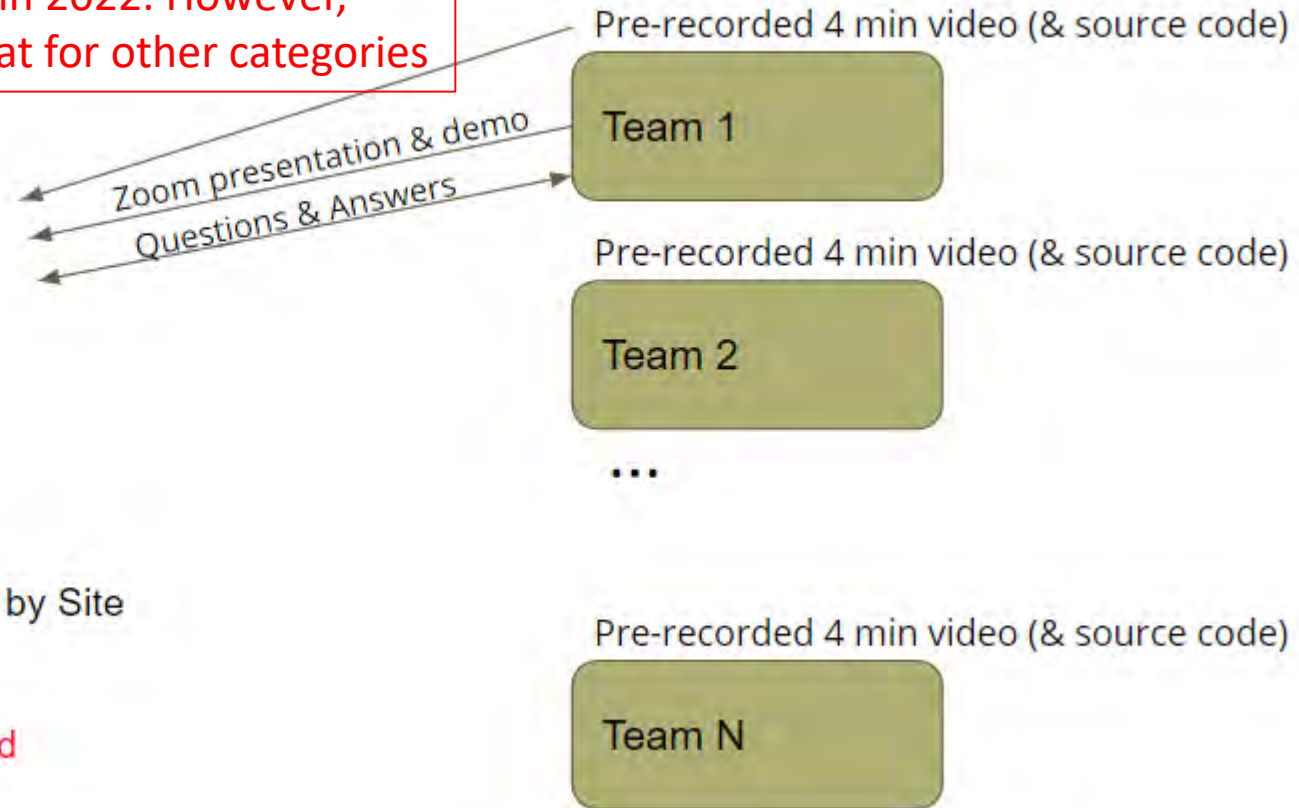 in 2022. However,
at for other categories
Pre-recorded 4 min video (& source code)
Team 1
Zoom presentation & demo
Questions & Answers
Pre-recorded 4 min video (& source code)
Team 2
...
by Site
Pre-recorded 4 min video (& source code)
Team N
d